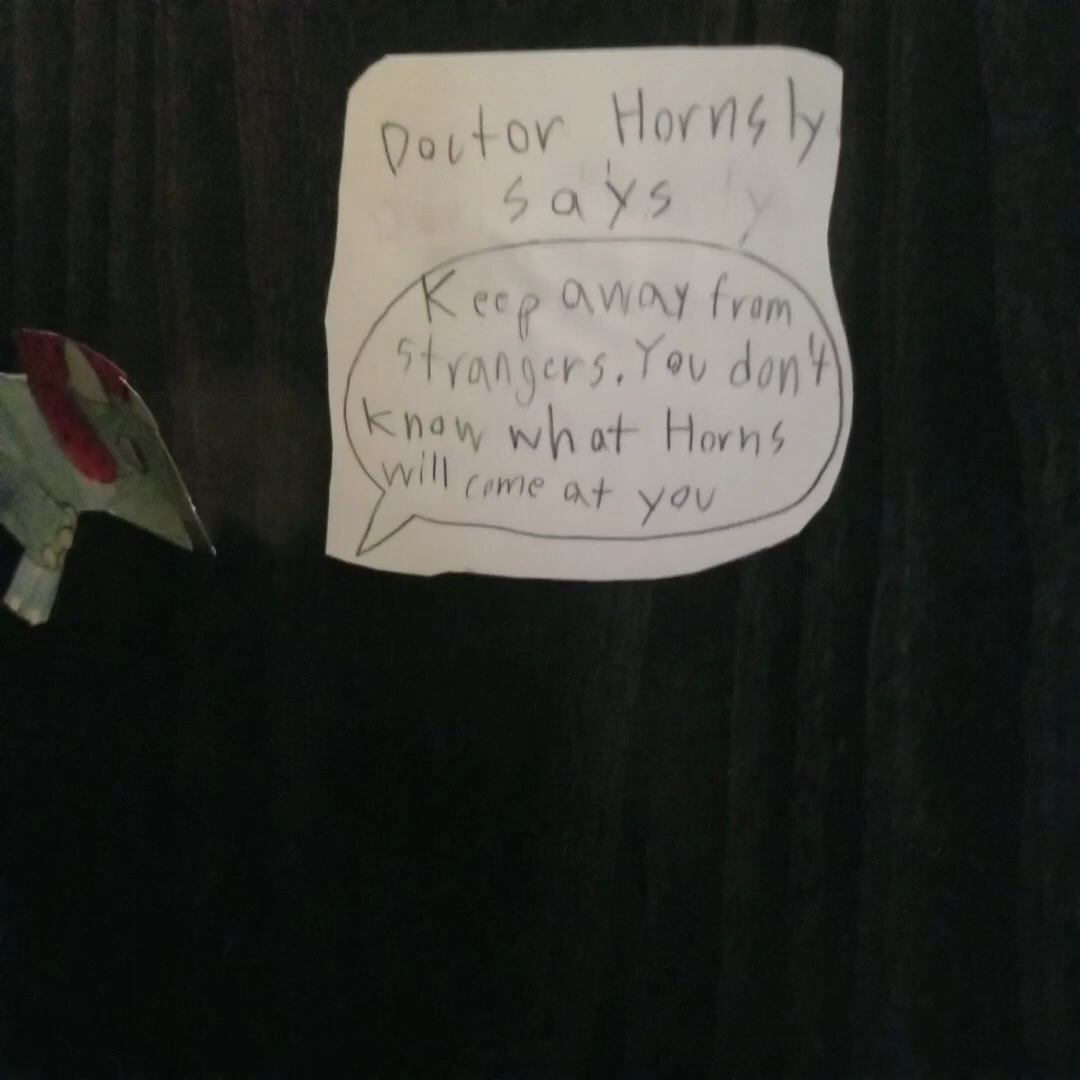 Doctor Hornsly
says
Keep away from
strangers. You don't
know what Horns
will come at you